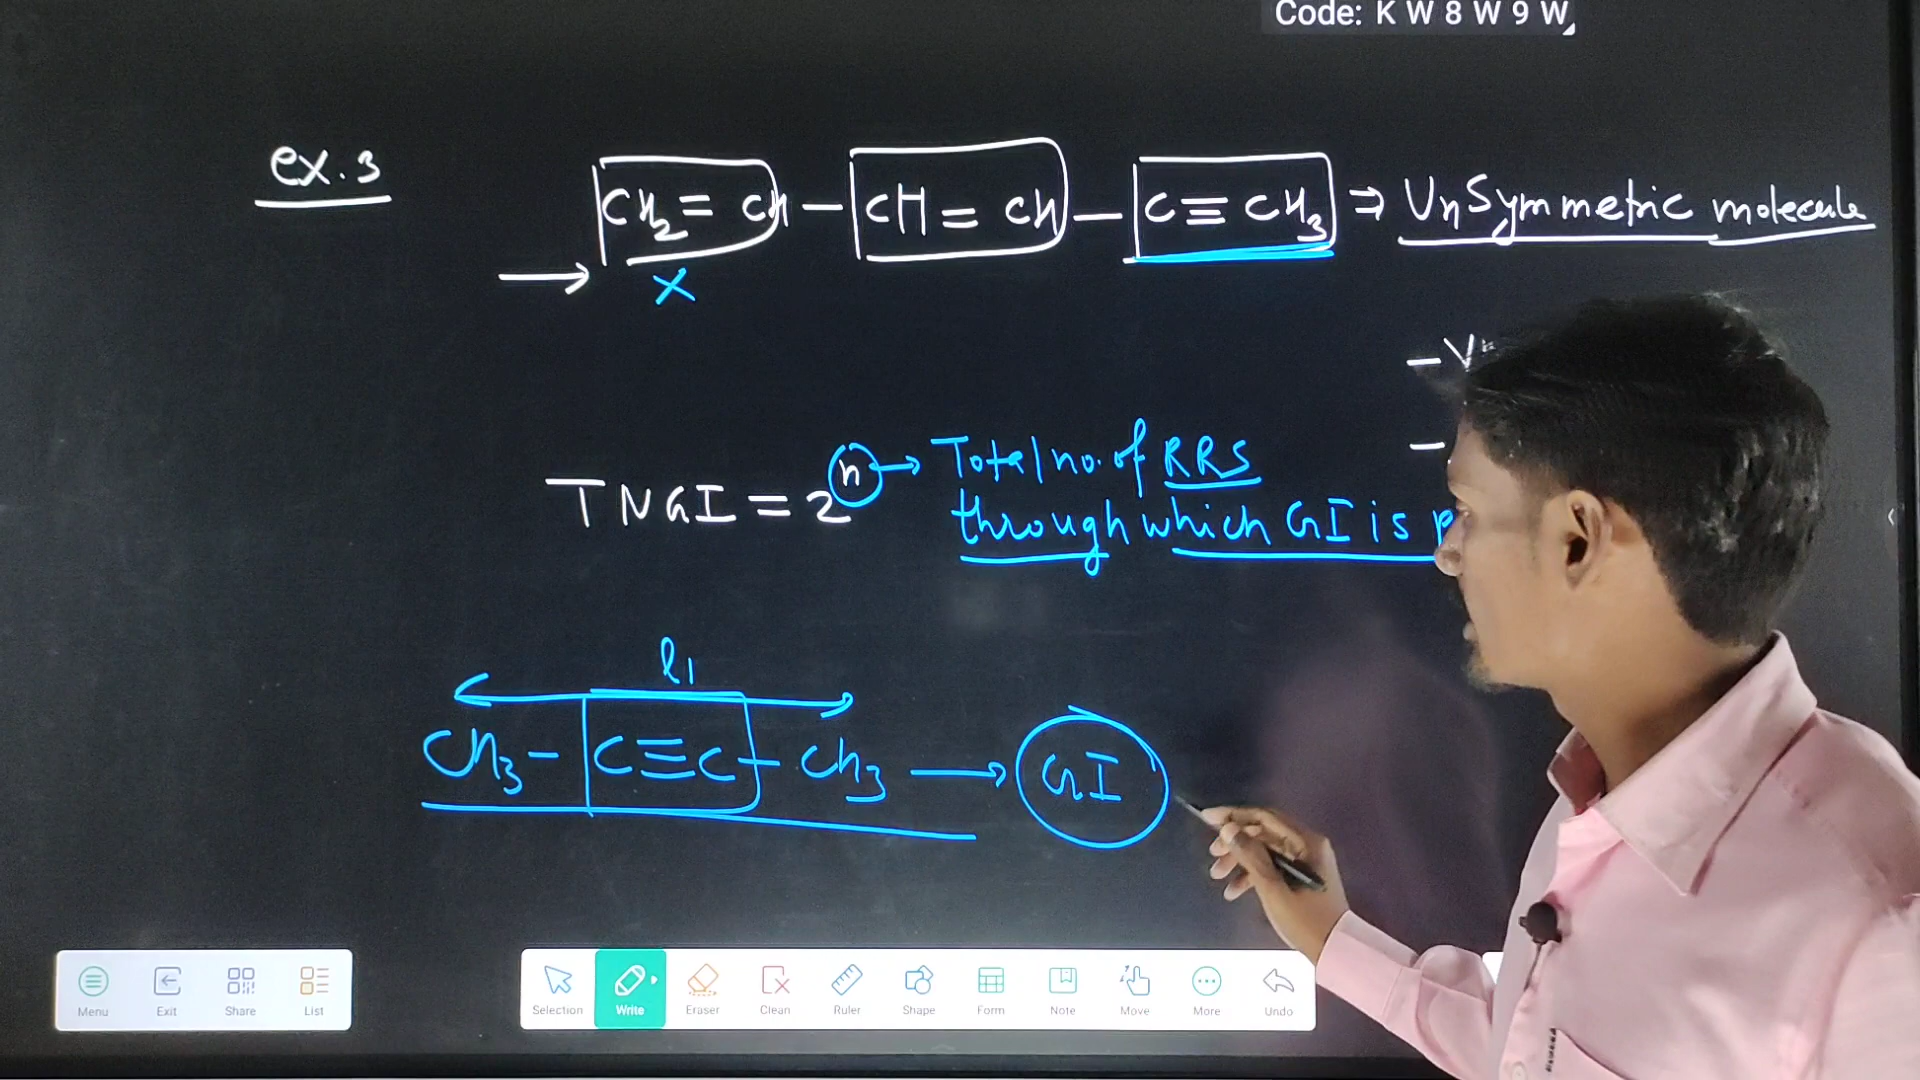 Code: K W 8 W 9 W
ex. 3
CH₂ = CH – CH = CH – C ≡ CH₃ ⇒ UnSymmetric molecule
x
TNGI = 2ⁿ → Total no. of RRS
through which GI is
l₁
CH₃ – C≡C – CH₃ → GI
Menu Exit Share List
Selection Write Eraser Clean Ruler Shape Form Note Move More Undo